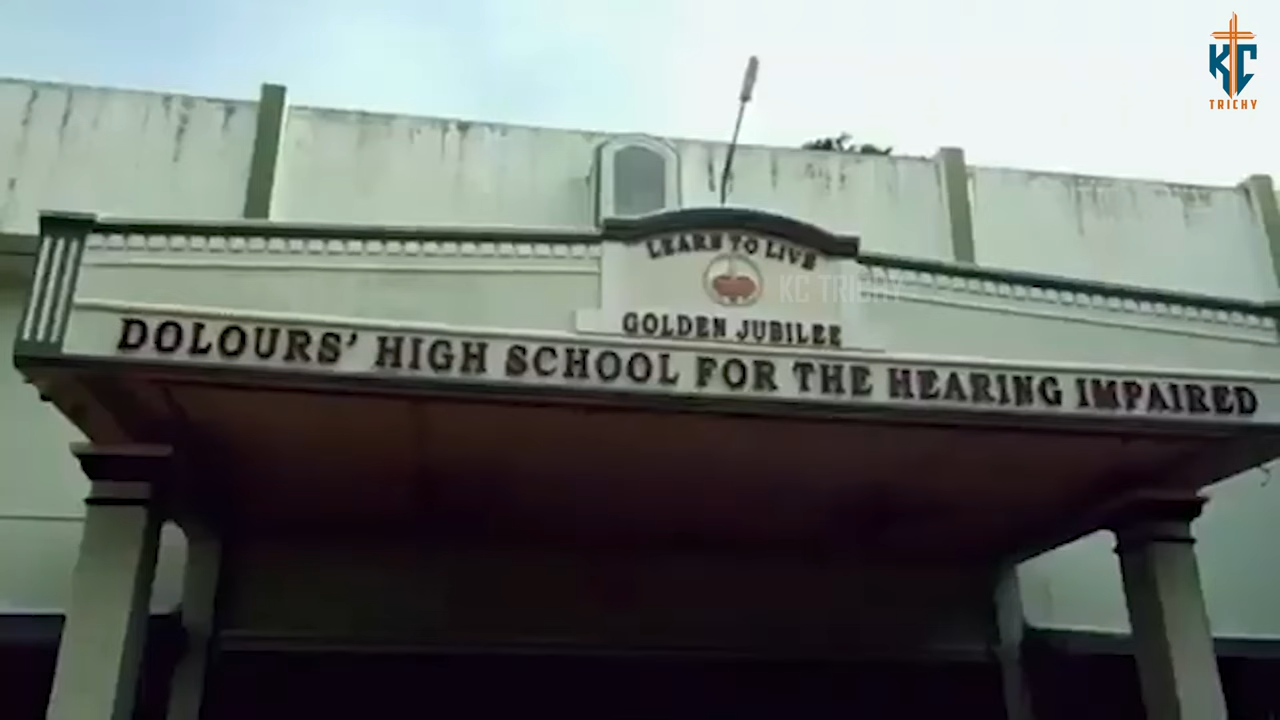 KC
TRICHY
LEARN TO LIVE
KC TRICHY
GOLDEN JUBILEE
DOLOURS' HIGH SCHOOL FOR THE HEARING IMPAIRED